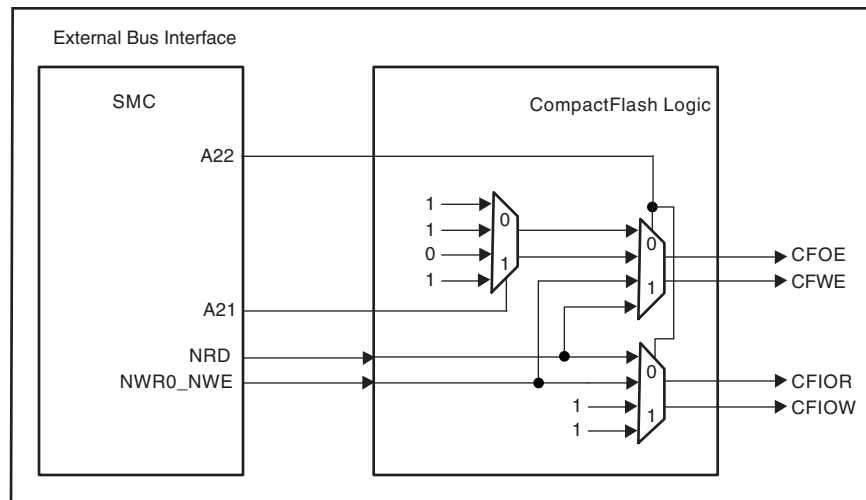 External Bus Interface
SMC
CompactFlash Logic
A22
1
1
0
1
0
1
0
1
CFOE
CFWE
A21
NRD
NWR0_NWE
0
1
1
1
CFIOR
CFIOW